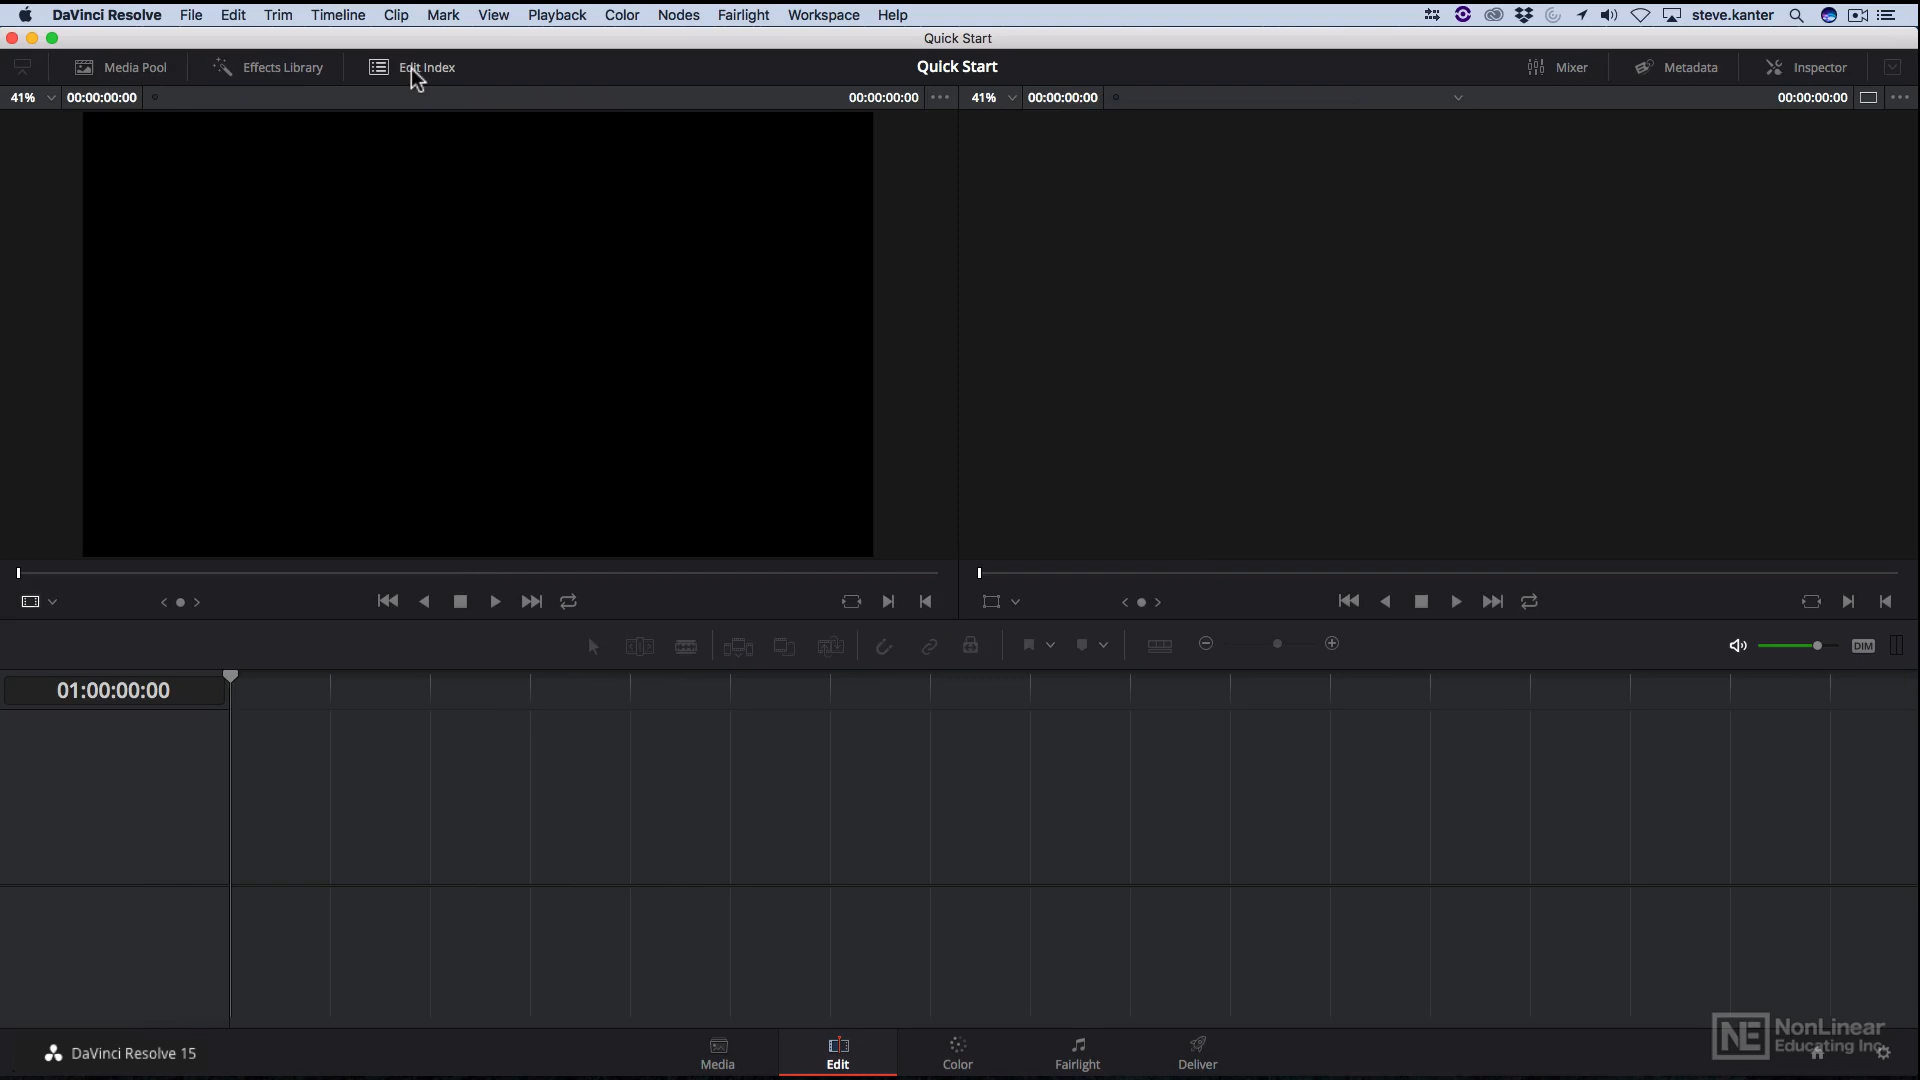 DaVinci Resolve File Edit Trim Timeline Clip Mark View Playback Color Nodes Fairlight Workspace Help steve.kanter
Quick Start
Media Pool Effects Library Edit Index Quick Start Mixer Metadata Inspector
41% 00:00:00:00 00:00:00:00 41% 00:00:00:00 00:00:00:00
DIM
01:00:00:00
NE NonLinear
Educating Inc.
DaVinci Resolve 15 Media Edit Color Fairlight Deliver